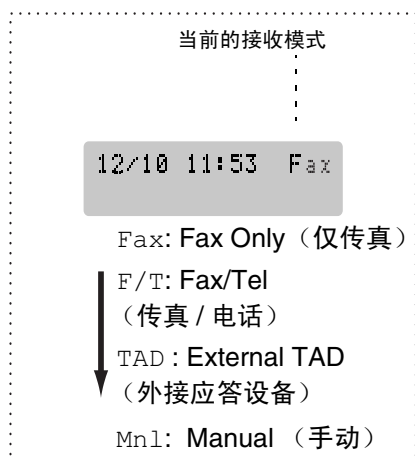 当前的接收模式
12/10 11:53 Fax
Fax: Fax Only（仅传真）
F/T: Fax/Tel
（传真 / 电话）
TAD : External TAD
（外接应答设备）
Mnl: Manual （手动）